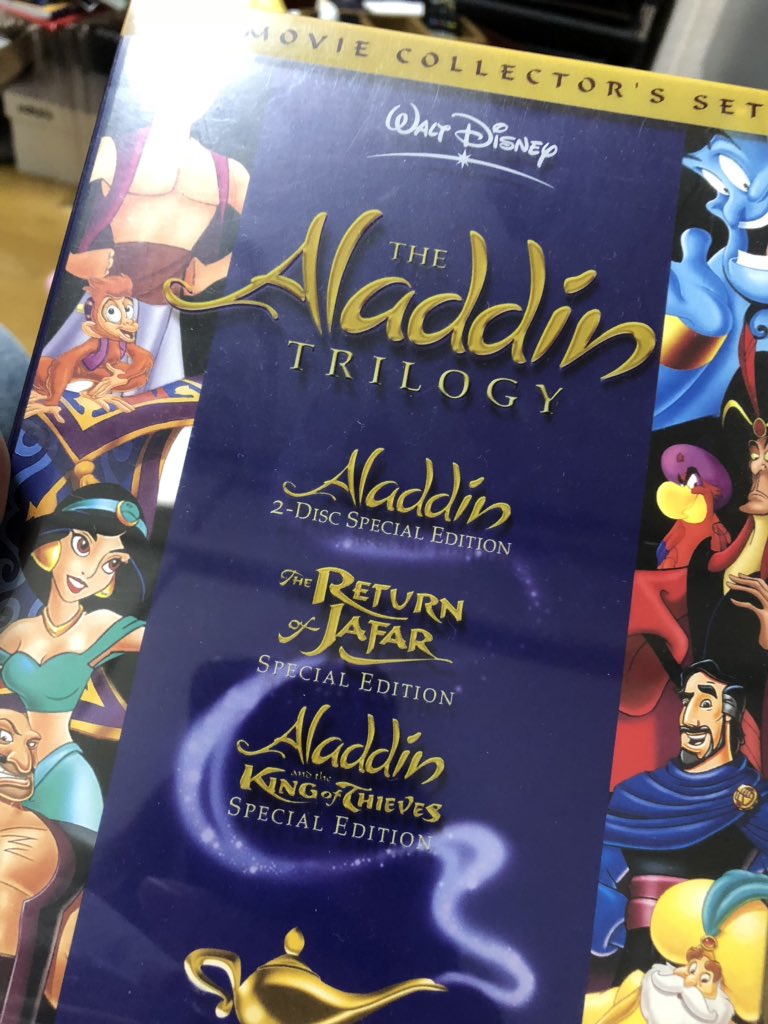 MOVIE COLLECTOR'S SET
WALT DISNEY
THE
Aladdin
TRILOGY
Aladdin
2-DISC SPECIAL EDITION
THE RETURN
of JAFAR
SPECIAL EDITION
Aladdin
and the
KING of THIEVES
SPECIAL EDITION